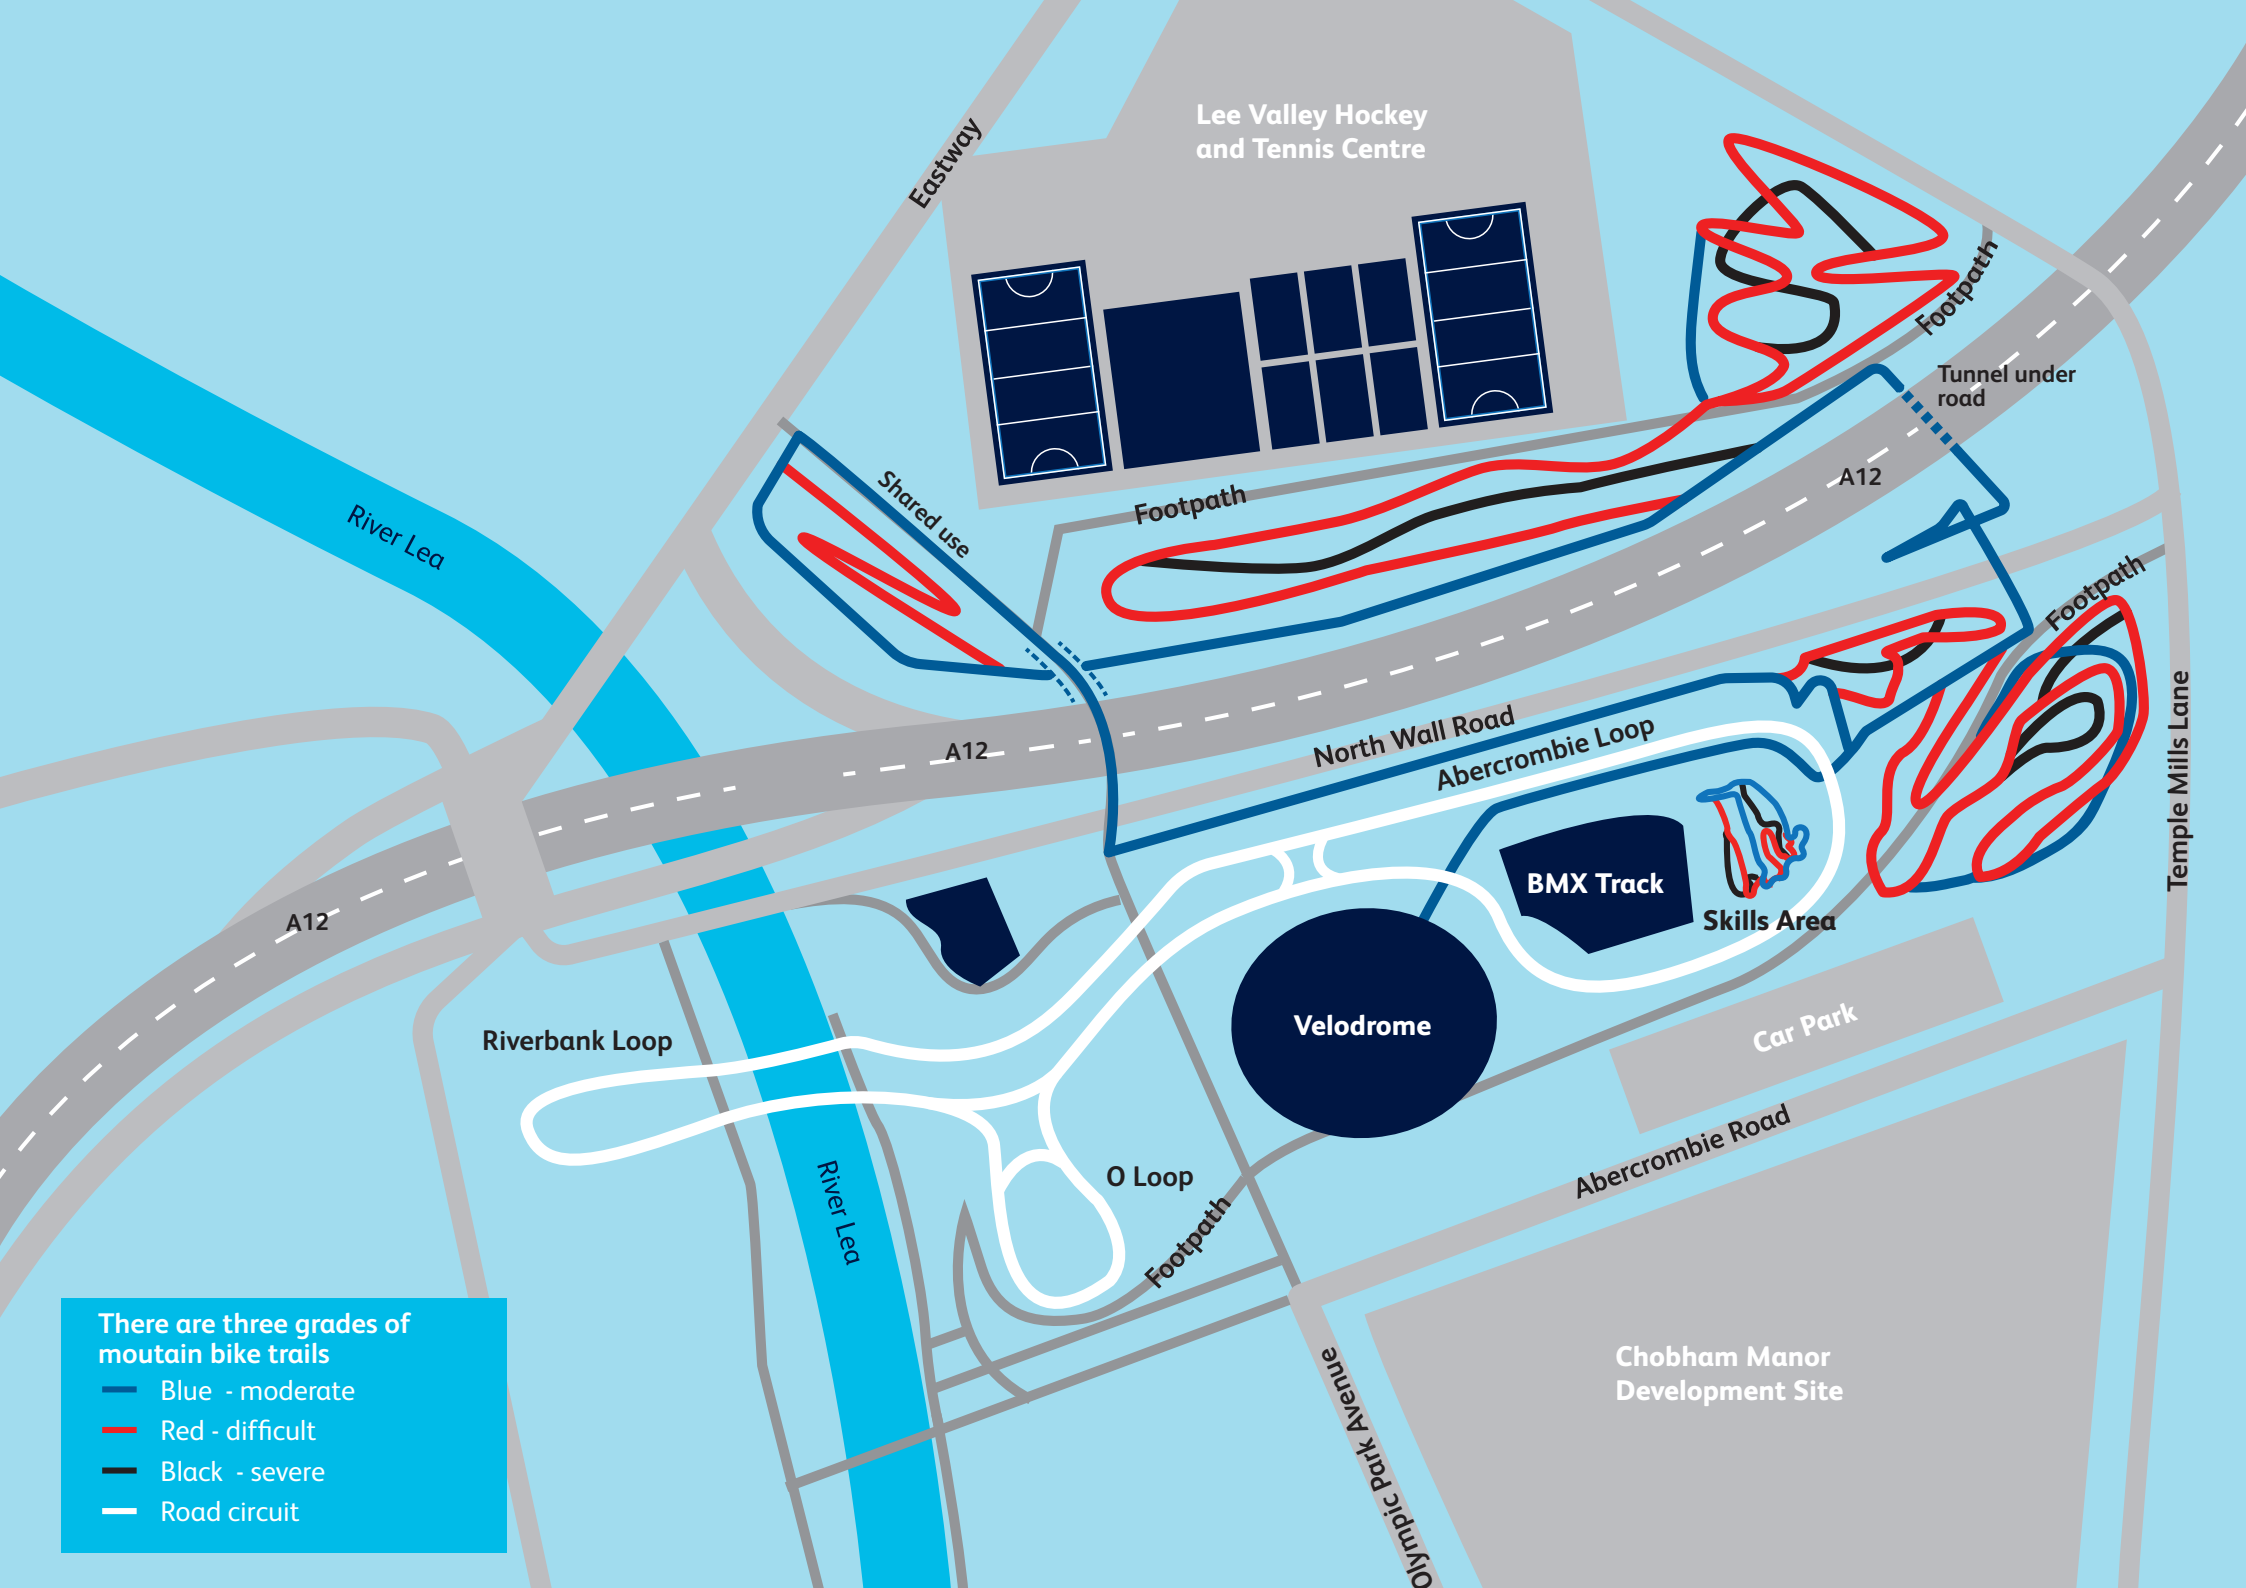 Lee Valley Hockey
and Tennis Centre
Eastway
Footpath
Tunnel under
road
A12
Shared use
Footpath
River Lea
Footpath
North Wall Road
Abercrombie Loop
A12
Temple Mills Lane
BMX Track
Skills Area
A12
Velodrome
Car Park
Riverbank Loop
Abercrombie Road
O Loop
River Lea
Footpath
Olympic Park Avenue
Chobham Manor
Development Site
There are three grades of
moutain bike trails
Blue - moderate
Red - difficult
Black - severe
Road circuit